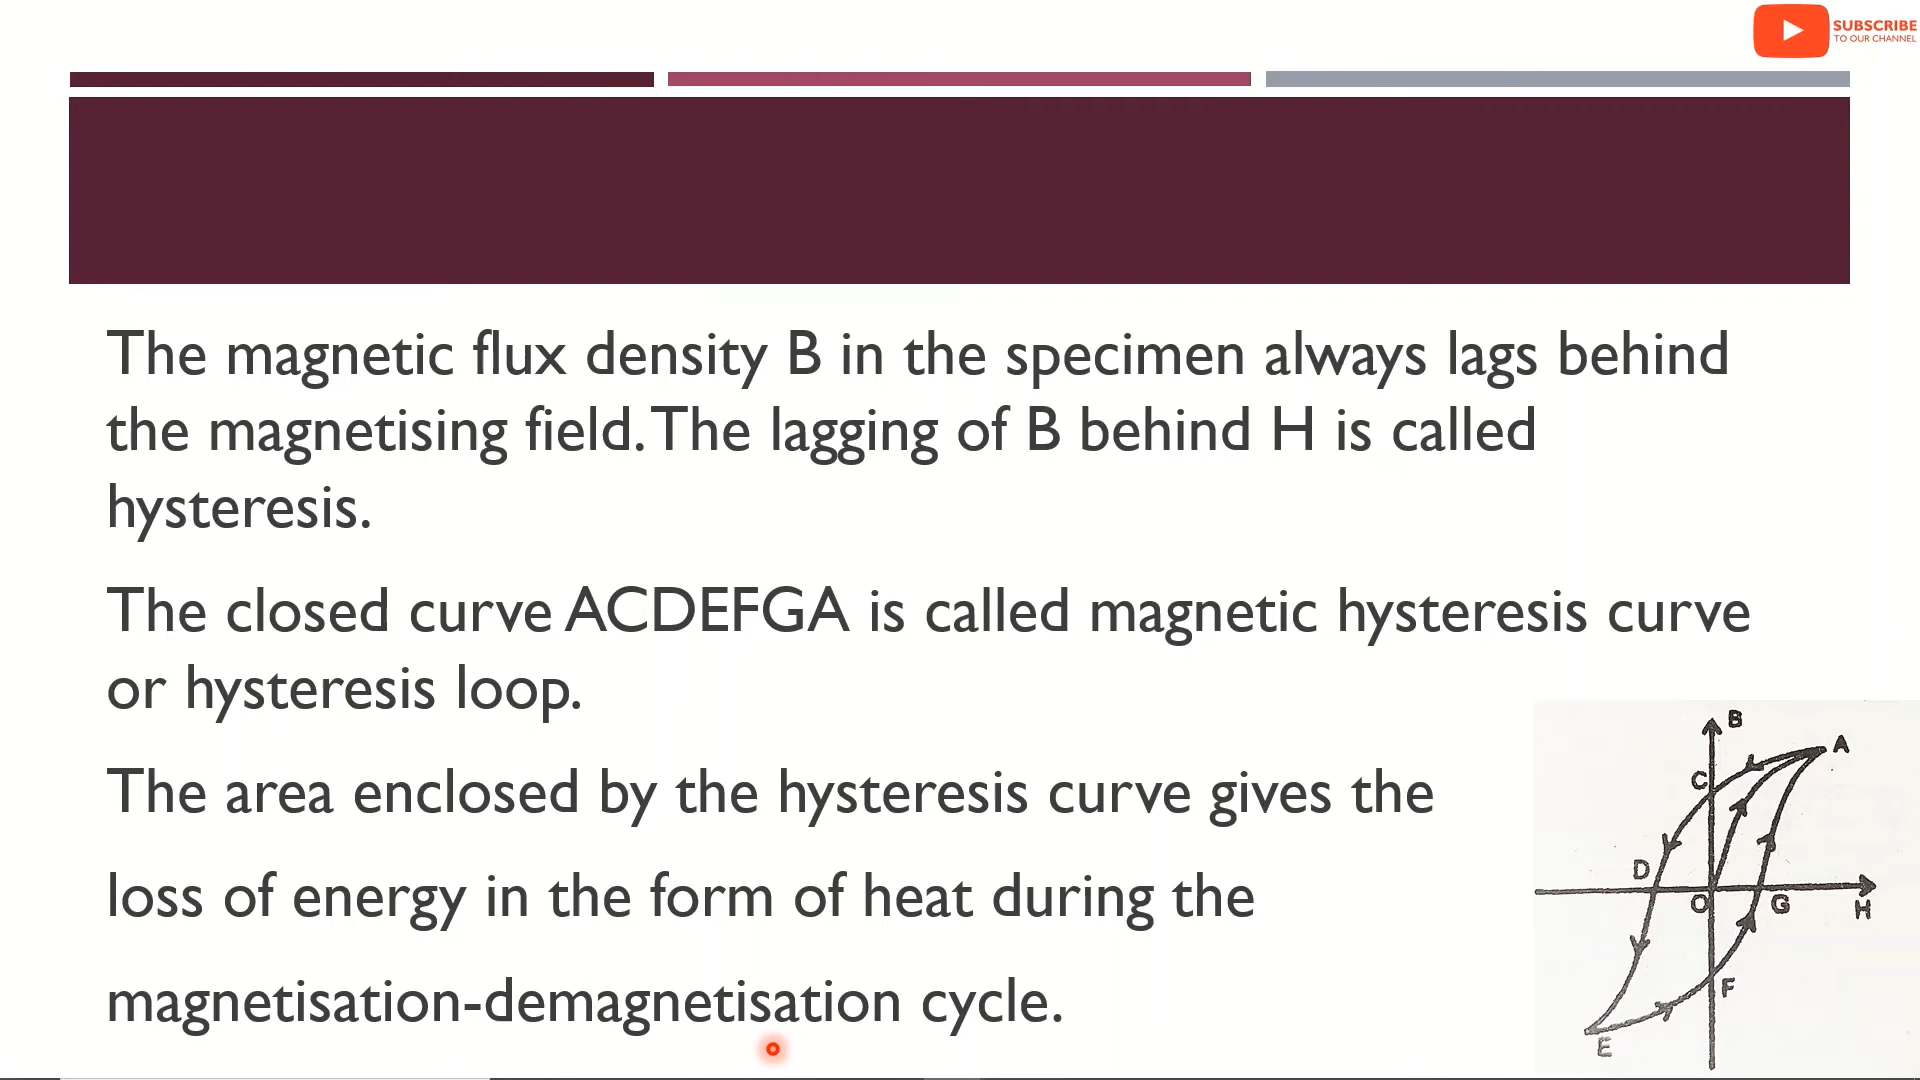 SUBSCRIBE
TO OUR CHANNEL
The magnetic flux density B in the specimen always lags behind
the magnetising field. The lagging of B behind H is called
hysteresis.
The closed curve ACDEFGA is called magnetic hysteresis curve
or hysteresis loop.
The area enclosed by the hysteresis curve gives the
loss of energy in the form of heat during the
magnetisation-demagnetisation cycle.
B
A
C
D
O
G
H
F
E